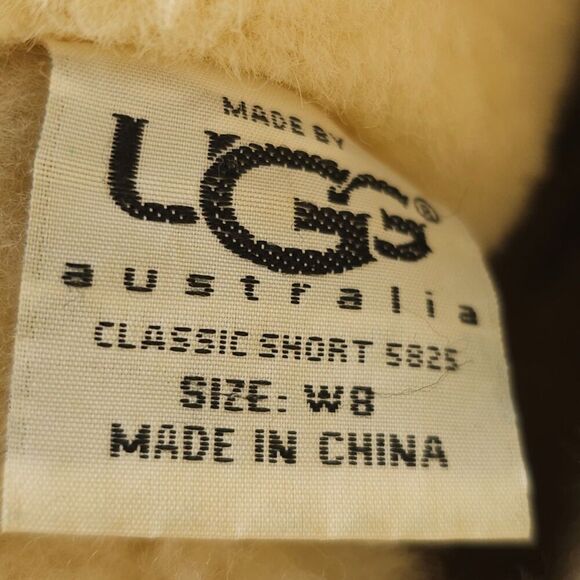 MADE BY
UGG®
australia
CLASSIC SHORT 5825
SIZE: W8
MADE IN CHINA